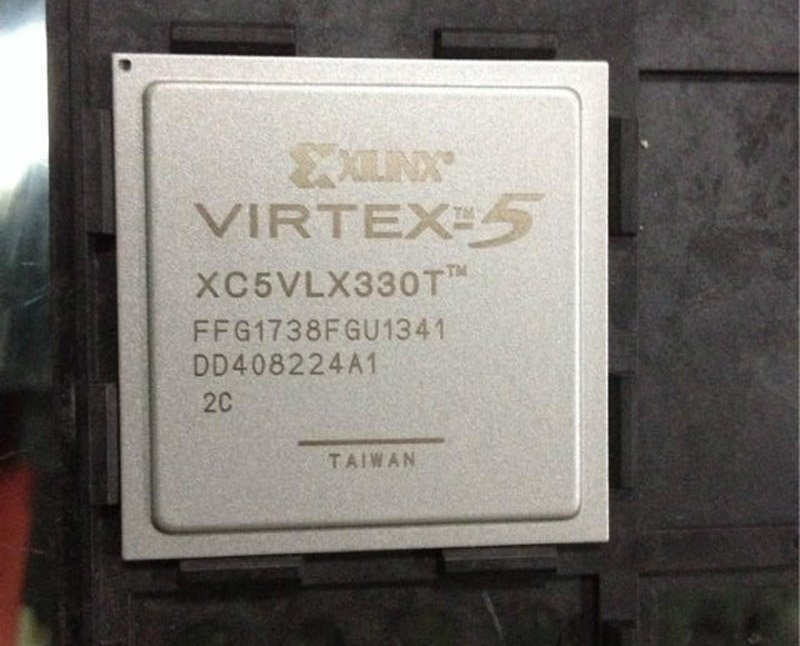 XILINX®
VIRTEX™-5
XC5VLX330T™
FFG1738FGU1341
DD408224A1
2C
TAIWAN